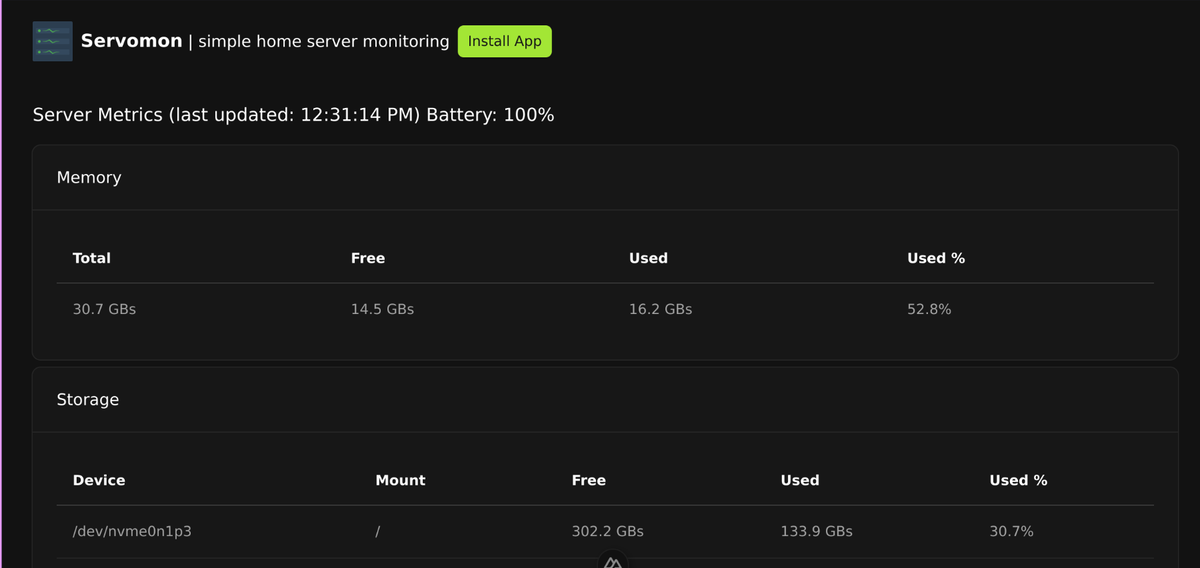 Servomon | simple home server monitoring Install App
Server Metrics (last updated: 12:31:14 PM) Battery: 100%
Memory
Total Free Used Used %
30.7 GBs 14.5 GBs 16.2 GBs 52.8%
Storage
Device Mount Free Used Used %
/dev/nvme0n1p3 / 302.2 GBs 133.9 GBs 30.7%